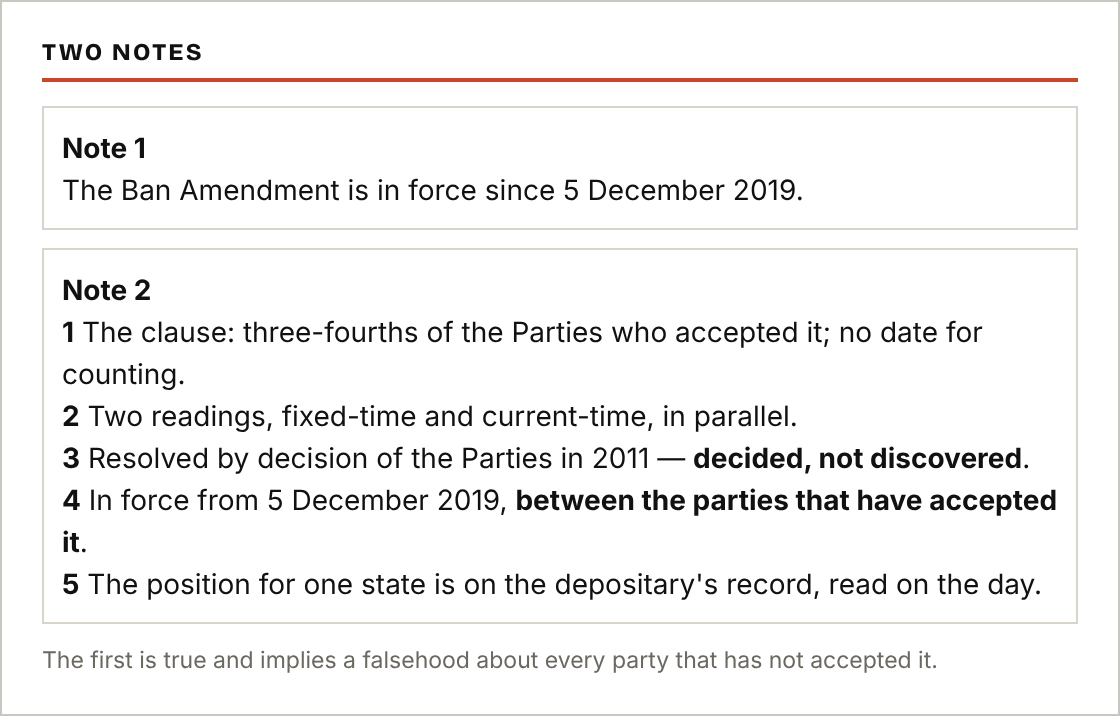 TWO NOTES
Note 1
The Ban Amendment is in force since 5 December 2019.
Note 2
1 The clause: three-fourths of the Parties who accepted it; no date for
counting.
2 Two readings, fixed-time and current-time, in parallel.
3 Resolved by decision of the Parties in 2011 — decided, not discovered.
4 In force from 5 December 2019, between the parties that have accepted
it.
5 The position for one state is on the depositary's record, read on the day.
The first is true and implies a falsehood about every party that has not accepted it.